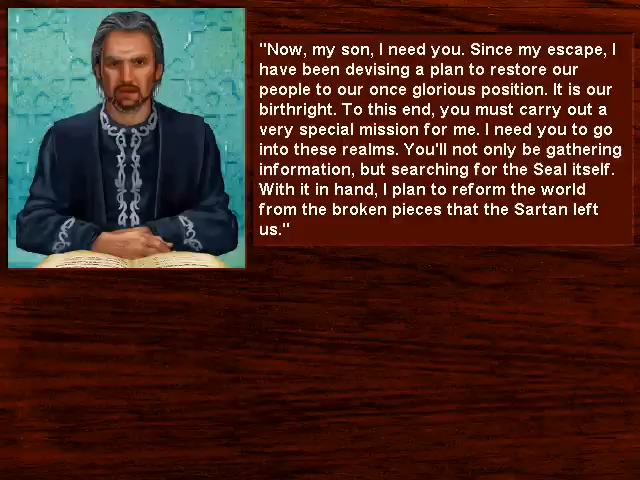 "Now, my son, I need you. Since my escape, I
have been devising a plan to restore our
people to our once glorious position. It is our
birthright. To this end, you must carry out a
very special mission for me. I need you to go
into these realms. You'll not only be gathering
information, but searching for the Seal itself.
With it in hand, I plan to reform the world
from the broken pieces that the Sartan left
us."